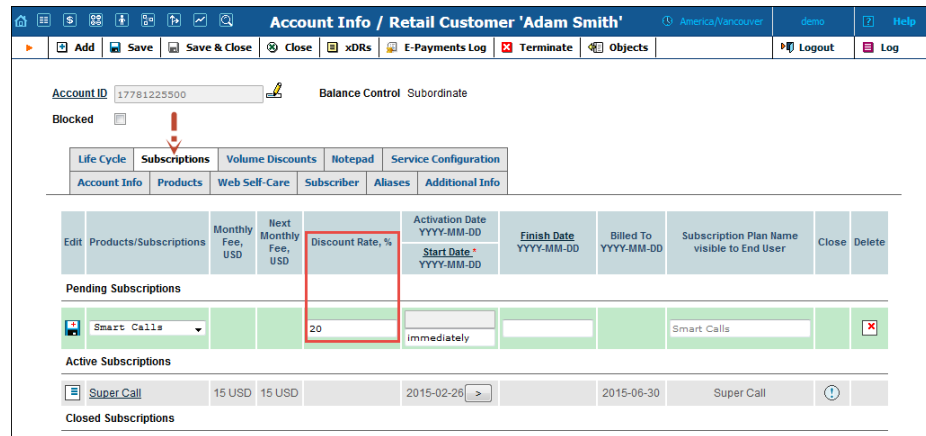 Account Info / Retail Customer 'Adam Smith'
America/Vancouver
demo
? Help
Add
Save
Save & Close
Close
xDRs
E-Payments Log
Terminate
Objects
Logout
Log
Account ID 17781225500
Balance Control Subordinate
Blocked
Life Cycle
Subscriptions
Volume Discounts
Notepad
Service Configuration
Account Info
Products
Web Self-Care
Subscriber
Aliases
Additional Info
Edit
Products/Subscriptions
Monthly
Fee,
USD
Next
Monthly
Fee,
USD
Discount Rate, %
Activation Date
YYYY-MM-DD
Start Date *
YYYY-MM-DD
Finish Date
YYYY-MM-DD
Billed To
YYYY-MM-DD
Subscription Plan Name
visible to End User
Close
Delete
Pending Subscriptions
Smart Calls
20
immediately
Smart Calls
Active Subscriptions
Super Call
15 USD
15 USD
2015-02-26 >
2015-06-30
Super Call
Closed Subscriptions